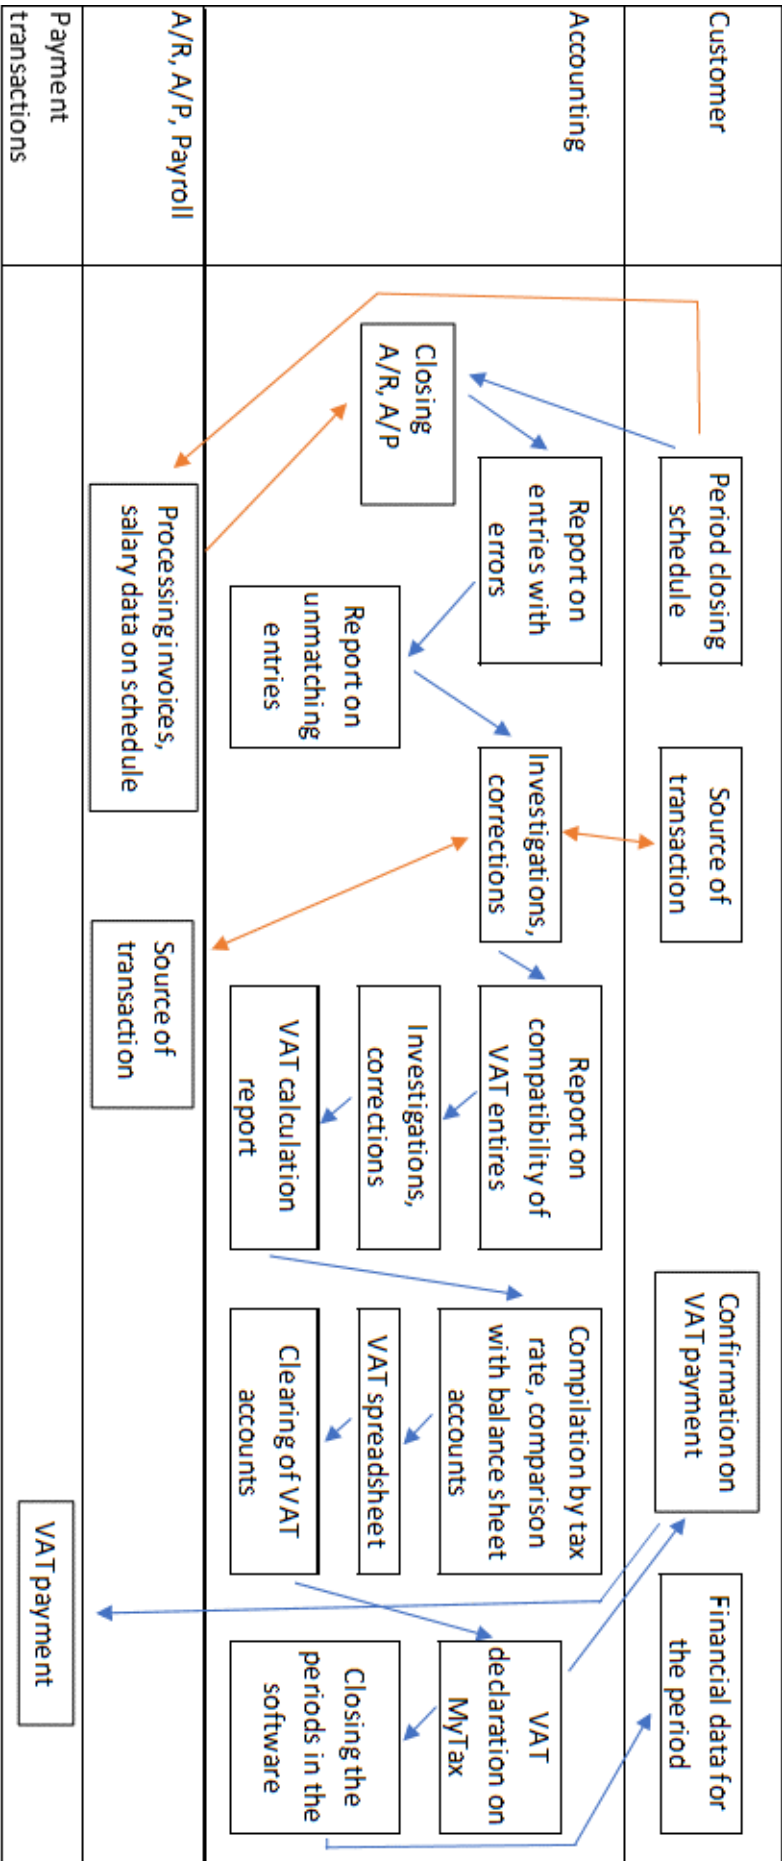 Customer
Period closing
schedule
Source of
transaction
Confirmation on
VAT payment
Financial data for
the period
Accounting
Closing
A/R, A/P
Report on
entries with
errors
Report on
unmatching
entries
Investigations,
corrections
Report on
compatibility of
VAT entires
Investigations,
corrections
VAT calculation
report
Compilation by tax
rate, comparison
with balance sheet
accounts
VAT spreadsheet
Clearing of VAT
accounts
VAT
declaration on
MyTax
Closing the
periods in the
software
A/R, A/P, Payroll
Processing invoices,
salary data on schedule
Source of
transaction
Payment
transactions
VAT payment